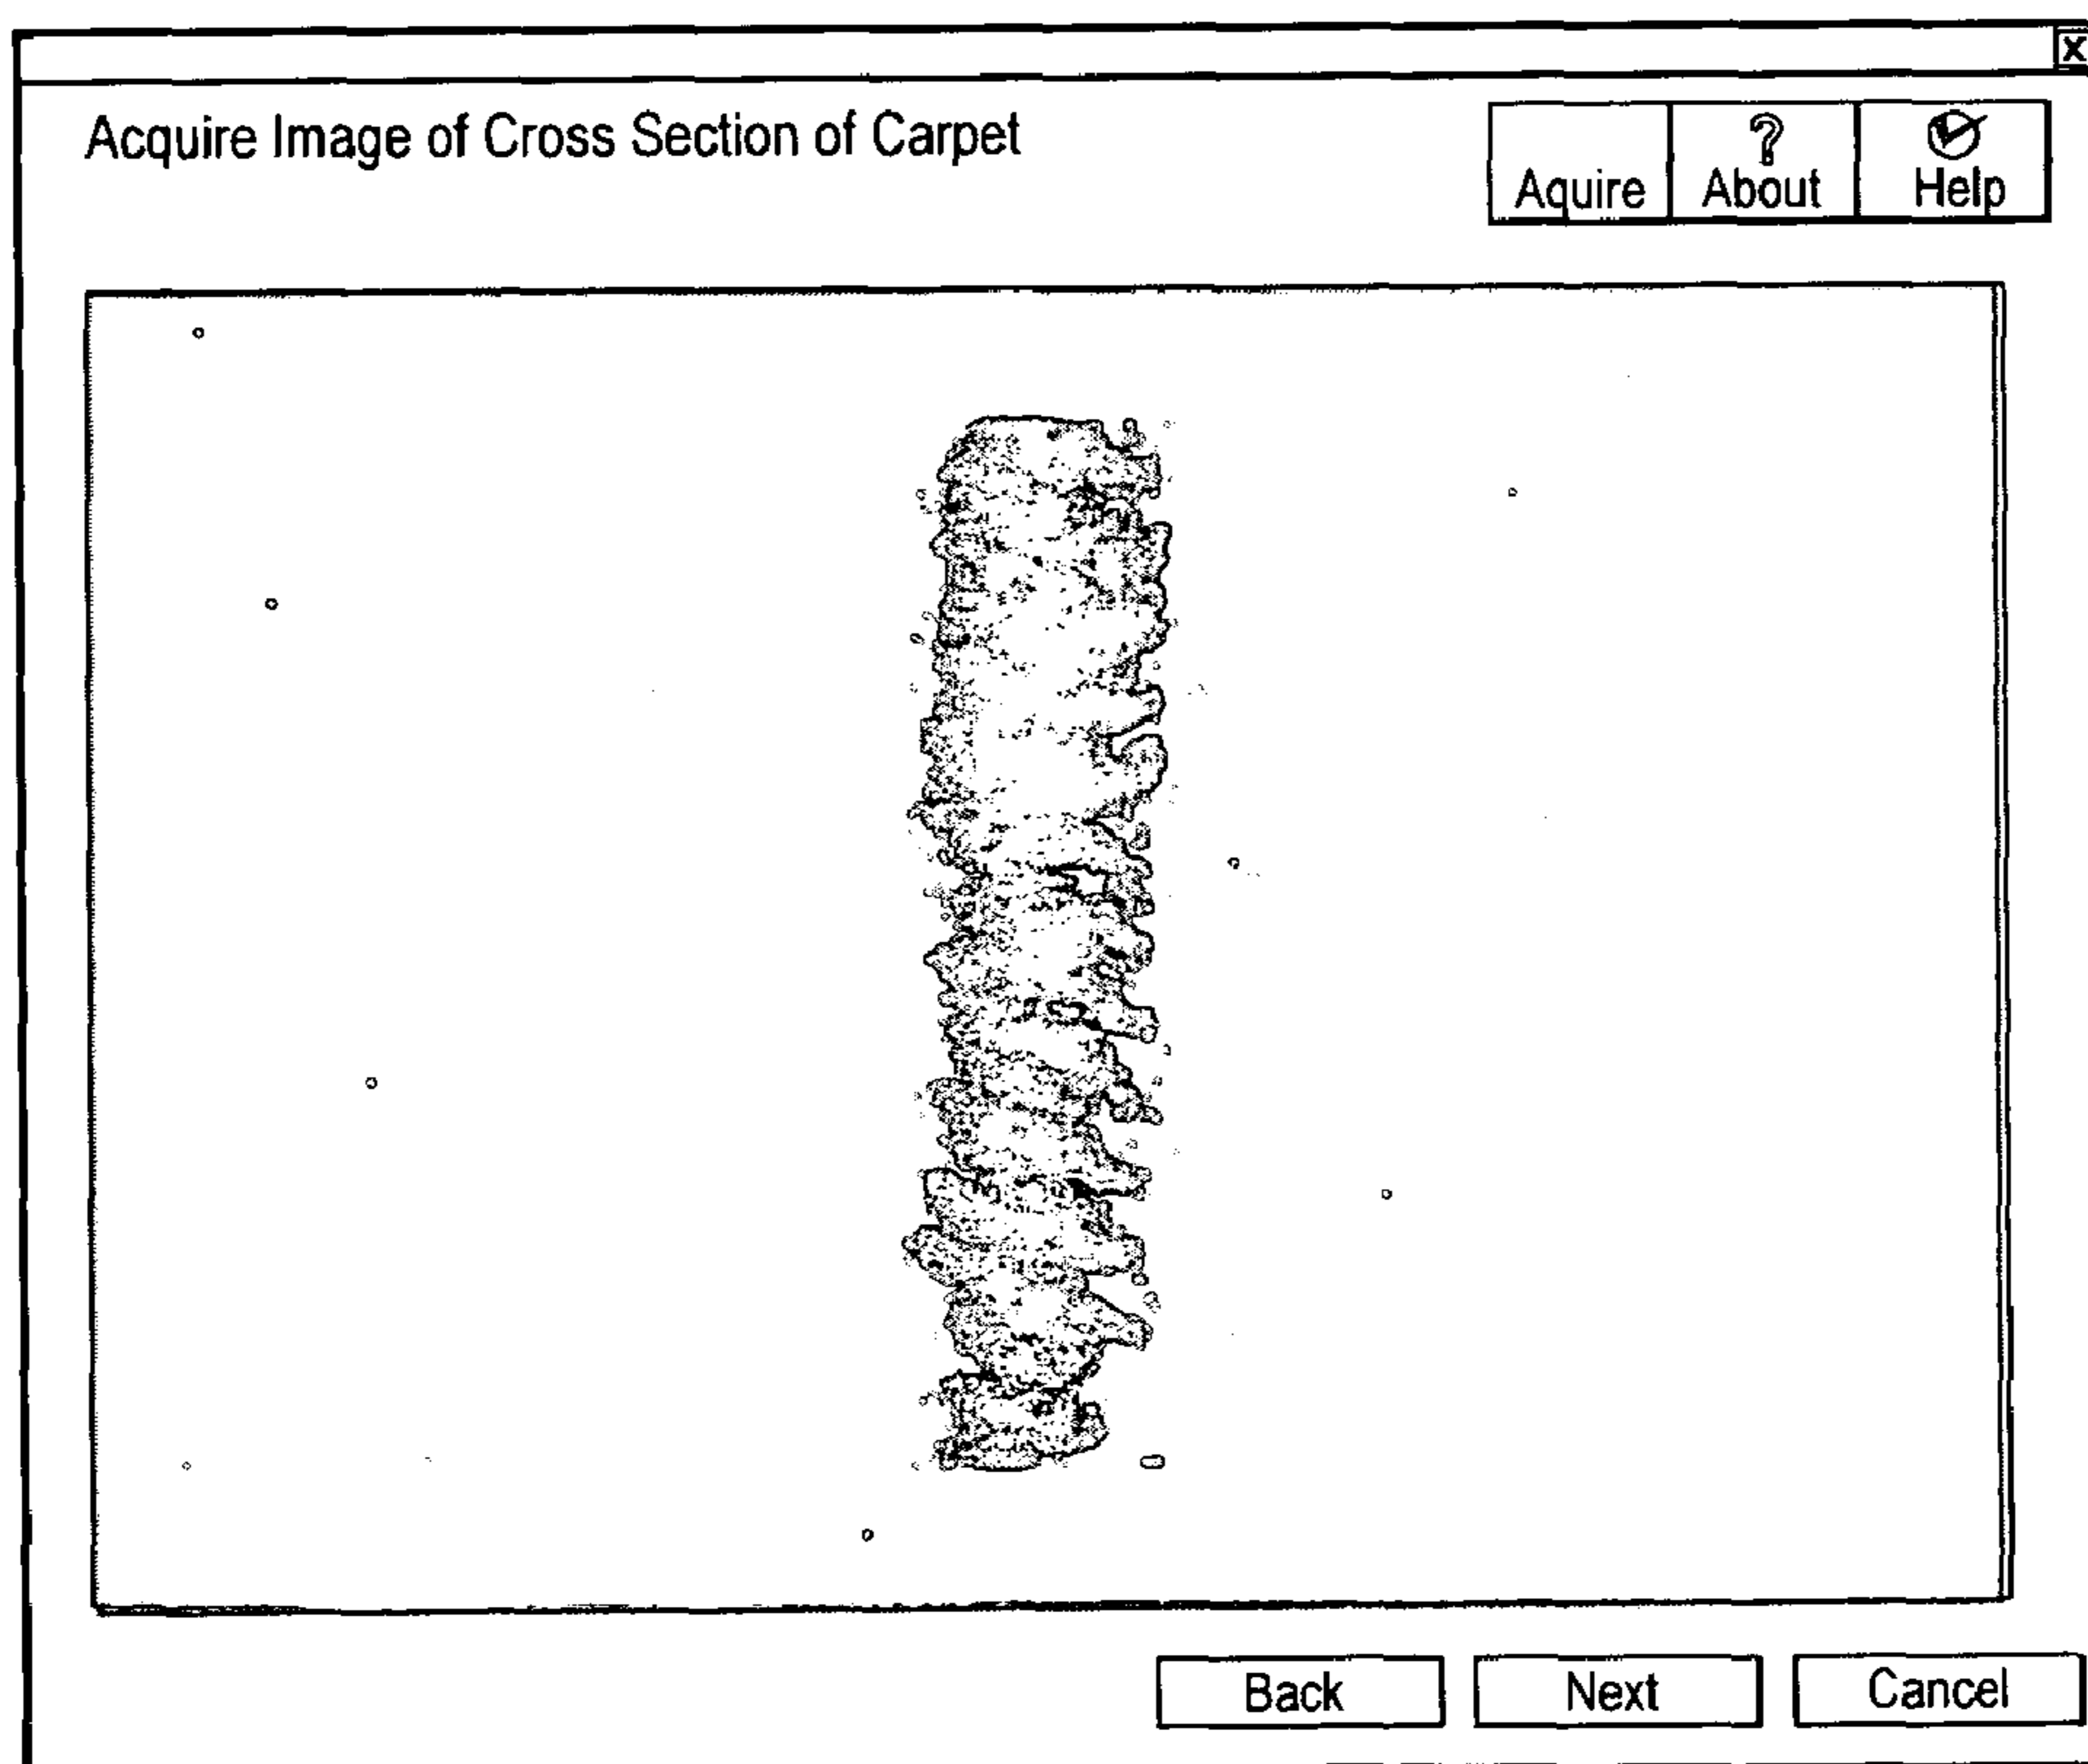 X
Acquire Image of Cross Section of Carpet
Aquire
? About
Help
Back
Next
Cancel